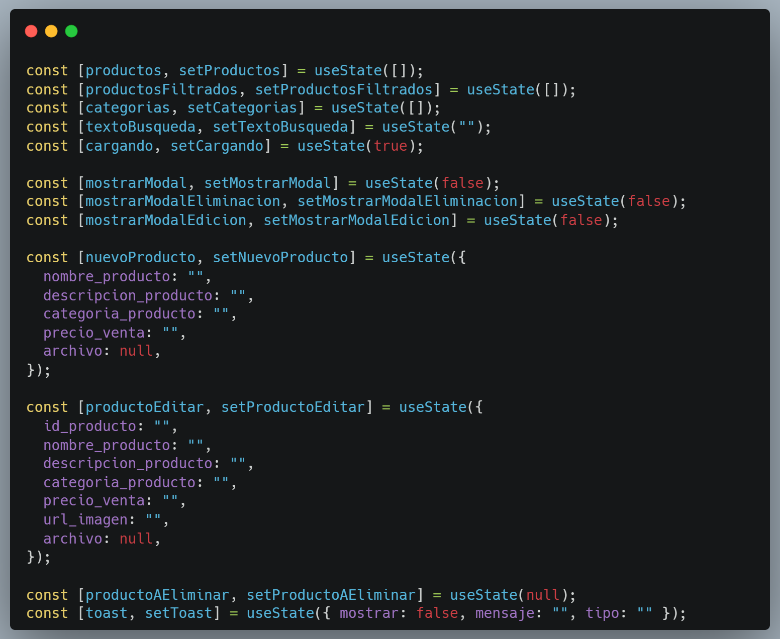 const [productos, setProductos] = useState([]);
const [productosFiltrados, setProductosFiltrados] = useState([]);
const [categorias, setCategorias] = useState([]);
const [textoBusqueda, setTextoBusqueda] = useState("");
const [cargando, setCargando] = useState(true);

const [mostrarModal, setMostrarModal] = useState(false);
const [mostrarModalEliminacion, setMostrarModalEliminacion] = useState(false);
const [mostrarModalEdicion, setMostrarModalEdicion] = useState(false);

const [nuevoProducto, setNuevoProducto] = useState({
  nombre_producto: "",
  descripcion_producto: "",
  categoria_producto: "",
  precio_venta: "",
  archivo: null,
});

const [productoEditar, setProductoEditar] = useState({
  id_producto: "",
  nombre_producto: "",
  descripcion_producto: "",
  categoria_producto: "",
  precio_venta: "",
  url_imagen: "",
  archivo: null,
});

const [productoAEliminar, setProductoAEliminar] = useState(null);
const [toast, setToast] = useState({ mostrar: false, mensaje: "", tipo: "" });